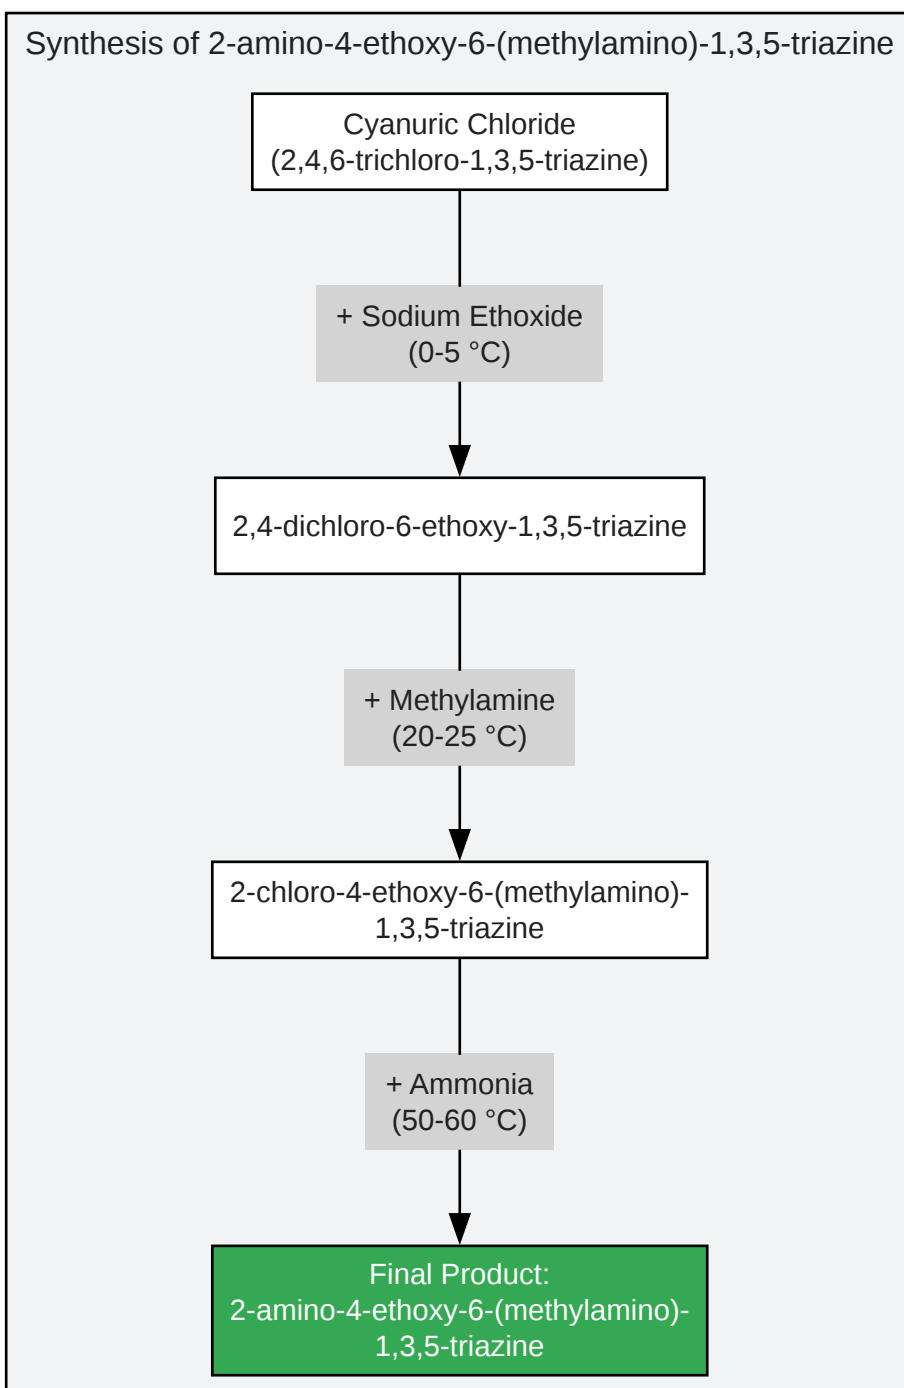 Synthesis of 2-amino-4-ethoxy-6-(methylamino)-1,3,5-triazine
Cyanuric Chloride
(2,4,6-trichloro-1,3,5-triazine)
+ Sodium Ethoxide
(0-5 °C)
2,4-dichloro-6-ethoxy-1,3,5-triazine
+ Methylamine
(20-25 °C)
2-chloro-4-ethoxy-6-(methylamino)-
1,3,5-triazine
+ Ammonia
(50-60 °C)
Final Product:
2-amino-4-ethoxy-6-(methylamino)-
1,3,5-triazine